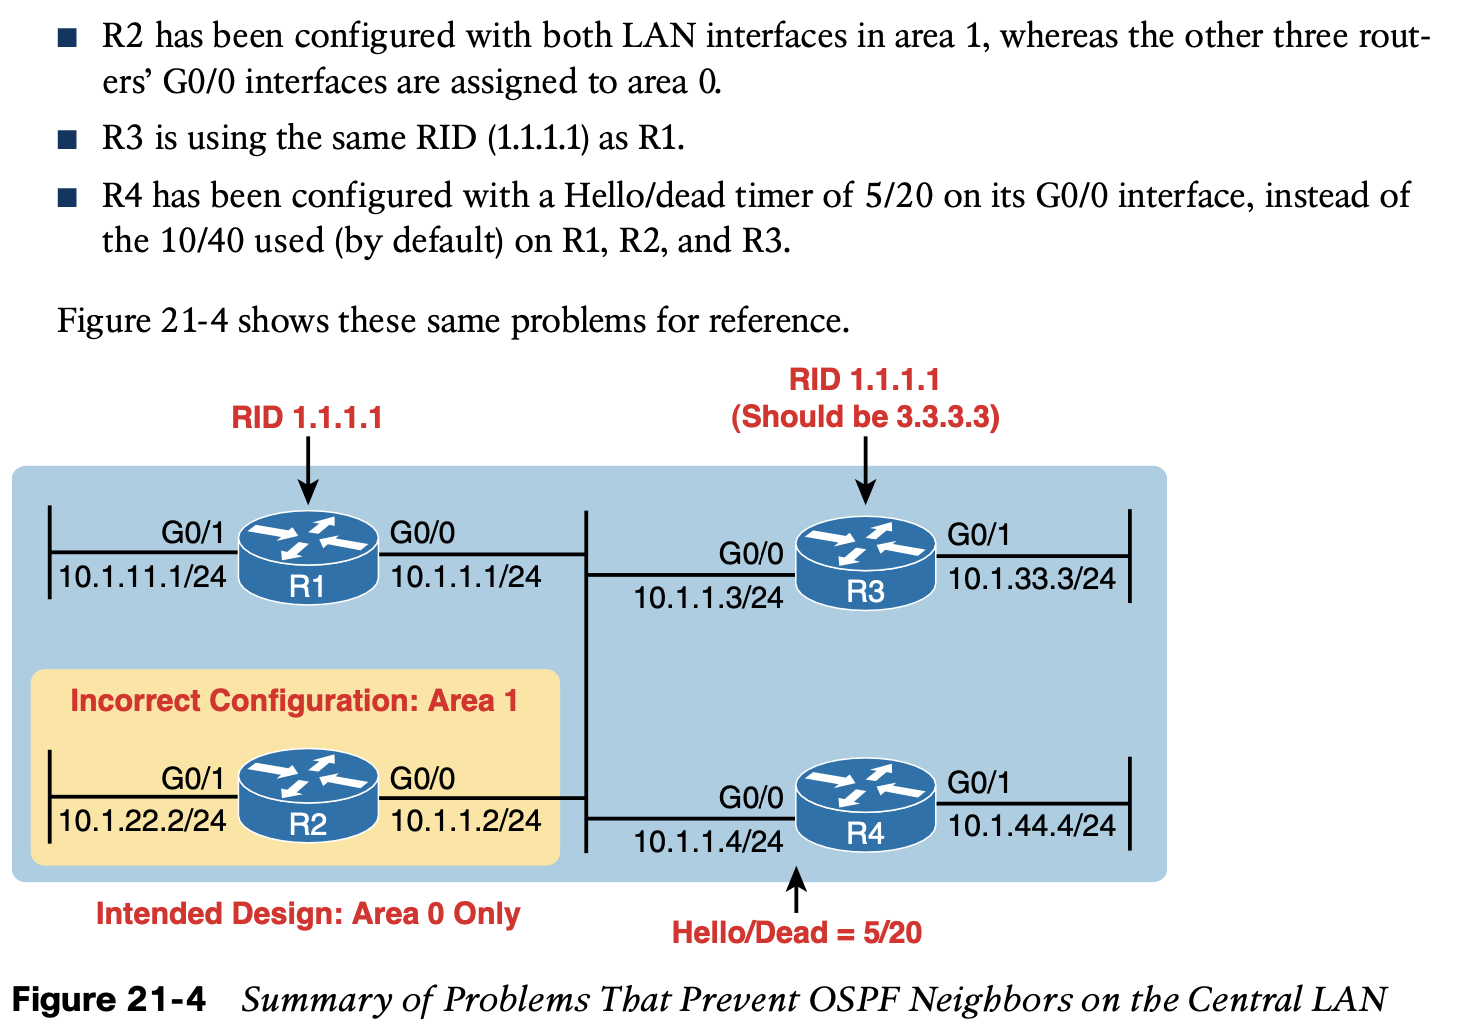 R2 has been configured with both LAN interfaces in area 1, whereas the other three rout-
ers’ G0/0 interfaces are assigned to area 0.
R3 is using the same RID (1.1.1.1) as R1.
R4 has been configured with a Hello/dead timer of 5/20 on its G0/0 interface, instead of
the 10/40 used (by default) on R1, R2, and R3.
Figure 21-4 shows these same problems for reference.
RID 1.1.1.1
RID 1.1.1.1
(Should be 3.3.3.3)
G0/1
R1
G0/0
10.1.11.1/24
10.1.1.1/24
G0/0
R3
G0/1
10.1.1.3/24
10.1.33.3/24
Incorrect Configuration: Area 1
G0/1
R2
G0/0
10.1.22.2/24
10.1.1.2/24
G0/0
R4
G0/1
10.1.1.4/24
10.1.44.4/24
Intended Design: Area 0 Only
Hello/Dead = 5/20
Figure 21-4 Summary of Problems That Prevent OSPF Neighbors on the Central LAN